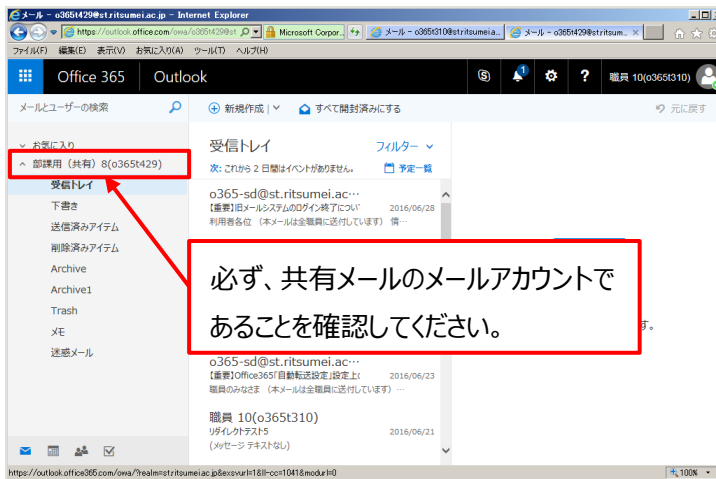 メール - o365t429@st.ritsumei.ac.jp - Internet Explorer
https://outlook.office.com/owa/o365t429@st
Microsoft Corpor...
メール - o365t310@stritsumeia...
メール - o365t429@stritsum...
ファイル(F) 編集(E) 表示(V) お気に入り(A) ツール(T) ヘルプ(H)
Office 365 Outlook
1
?
職員 10(o365t310)
メールとユーザーの検索
新規作成
すべて開封済みにする
元に戻す
お気に入り
部課用（共有）8(o365t429)
受信トレイ
下書き
送信済みアイテム
削除済みアイテム
Archive
Archive1
Trash
メモ
迷惑メール
受信トレイ
フィルター
次: これから 2 日間はイベントがありません。
予定一覧
o365-sd@st.ritsumei.ac…
【重要】旧メールシステムのログイン終了につい
2016/06/28
利用者各位 （本メールは全職員に送付しています） 情…
必ず、共有メールのメールアカウントで
あることを確認してください。
す。
o365-sd@st.ritsumei.ac…
【重要】Office365「自動転送設定」設定上(
2016/06/23
職員のみなさま （本メールは全職員に送付しています） …
職員 10(o365t310)
リダイレクトテスト5
2016/06/21
(メッセージ テキストなし)
https://outlook.office365.com/owa/?realm=st.ritsumei.ac.jp&exsvurl=1&ll-cc=1041&modurl=0
100%